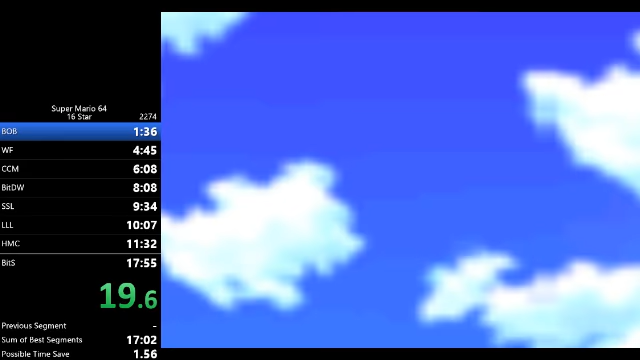 Super Mario 64
16 Star 2274
BOB 1:36
WF 4:45
CCM 6:08
BitDW 8:08
SSL 9:34
LLL 10:07
HMC 11:32
BitS 17:55
19.6
Previous Segment -
Sum of Best Segments 17:02
Possible Time Save 1.56